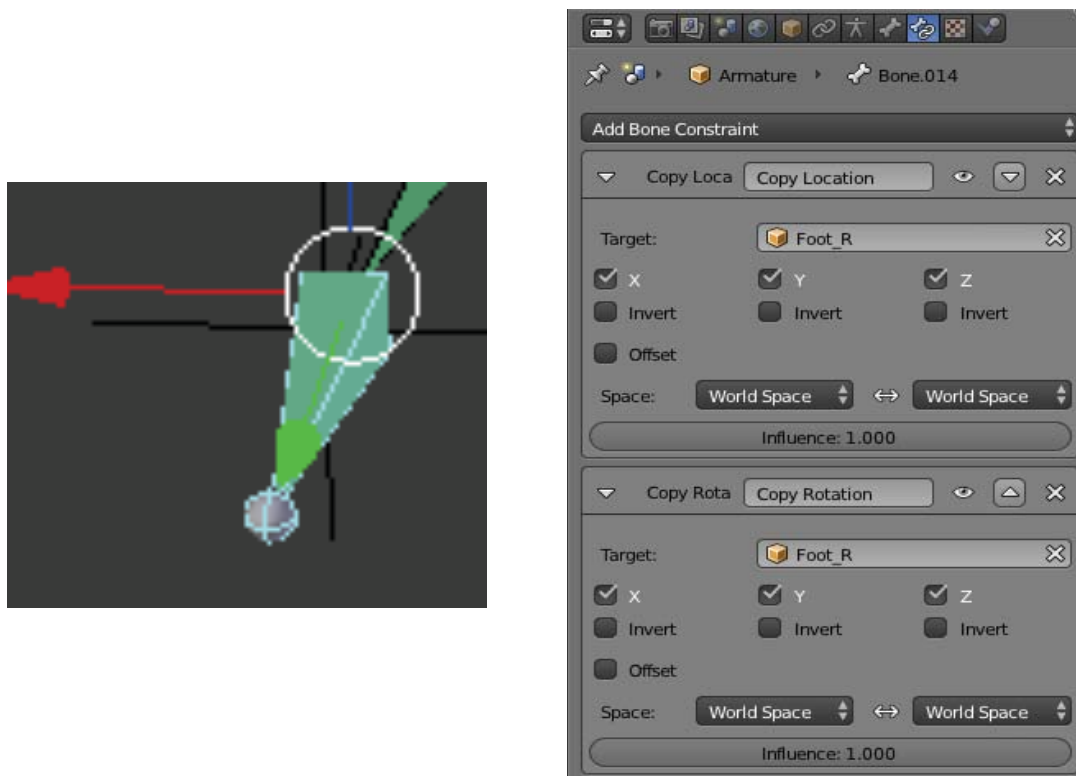 Armature Bone.014
Add Bone Constraint
Copy Loca Copy Location
Target: Foot_R
X Y Z
Invert Invert Invert
Offset
Space: World Space World Space
Influence: 1.000
Copy Rota Copy Rotation
Target: Foot_R
X Y Z
Invert Invert Invert
Offset
Space: World Space World Space
Influence: 1.000